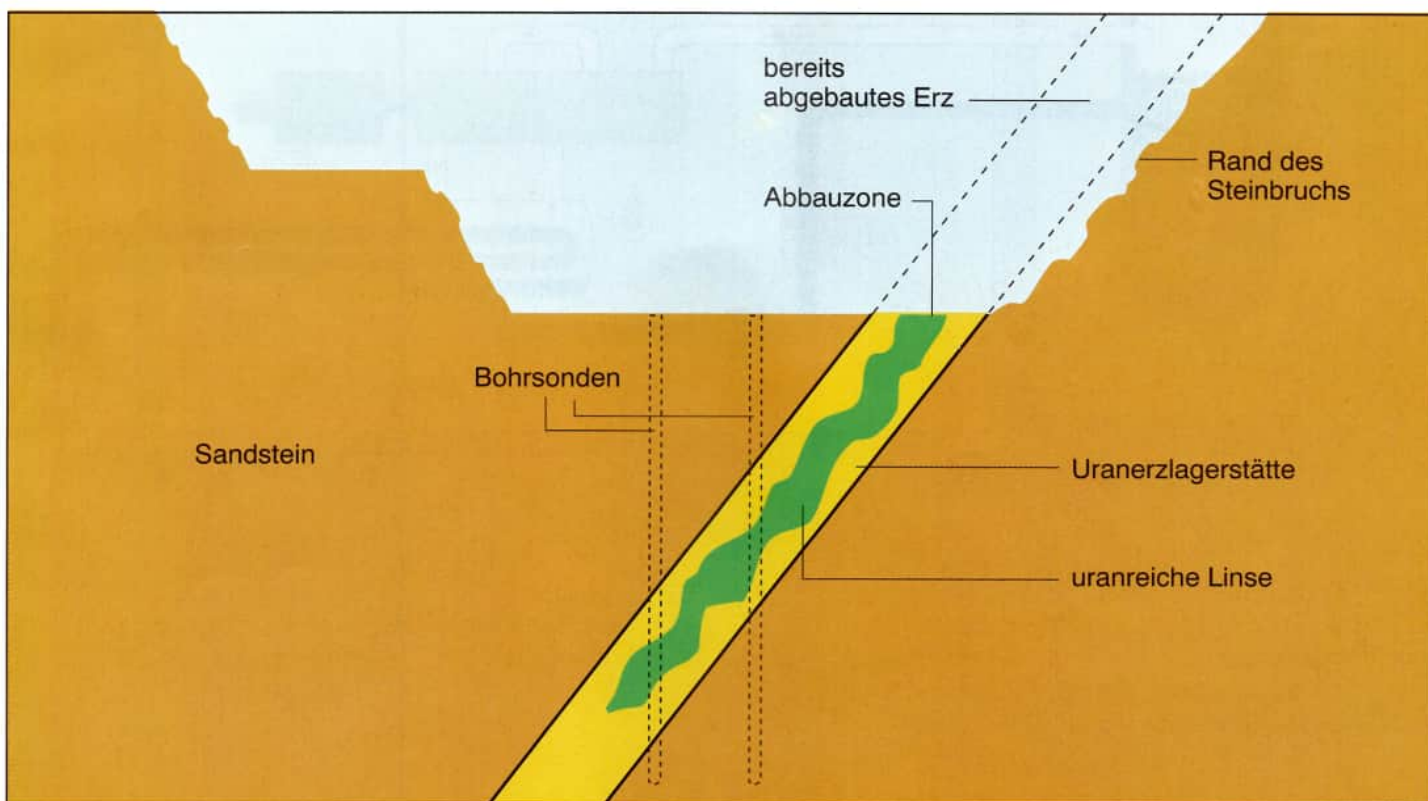 bereits
abgebautes Erz
Rand des
Steinbruchs
Abbauzone
Bohrsonden
Sandstein
Uranerzlagerstätte
uranreiche Linse